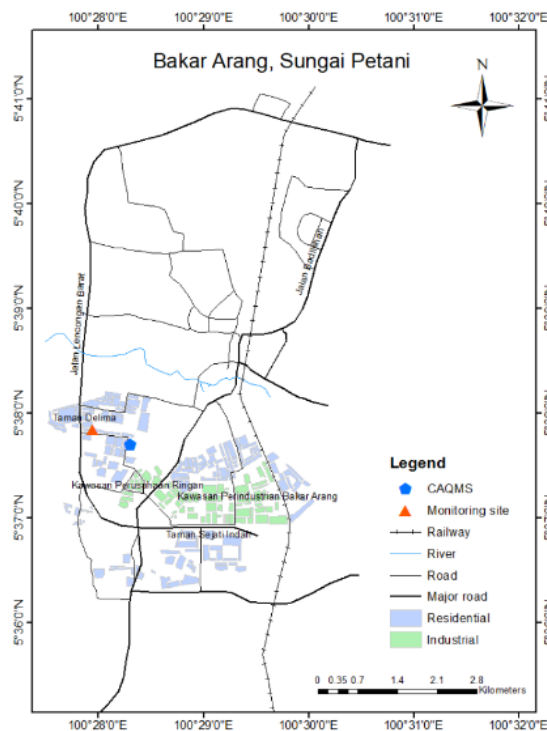 100°28'0"E 100°29'0"E 100°30'0"E 100°31'0"E 100°32'0"E
Bakar Arang, Sungai Petani
N
5°41'0"N
5°40'0"N
5°39'0"N
5°38'0"N
5°37'0"N
5°36'0"N
Jalan Lencongan Barat
Taman Delima
Kawasan Perusahaan Ringan
Kawasan Perindustrian Bakar Arang
Taman Sejati Indah
Legend
CAQMS
Monitoring site
Railway
River
Road
Major road
Residential
Industrial
0 0.35 0.7 1.4 2.1 2.8
Kilometers
100°28'0"E 100°29'0"E 100°30'0"E 100°31'0"E 100°32'0"E